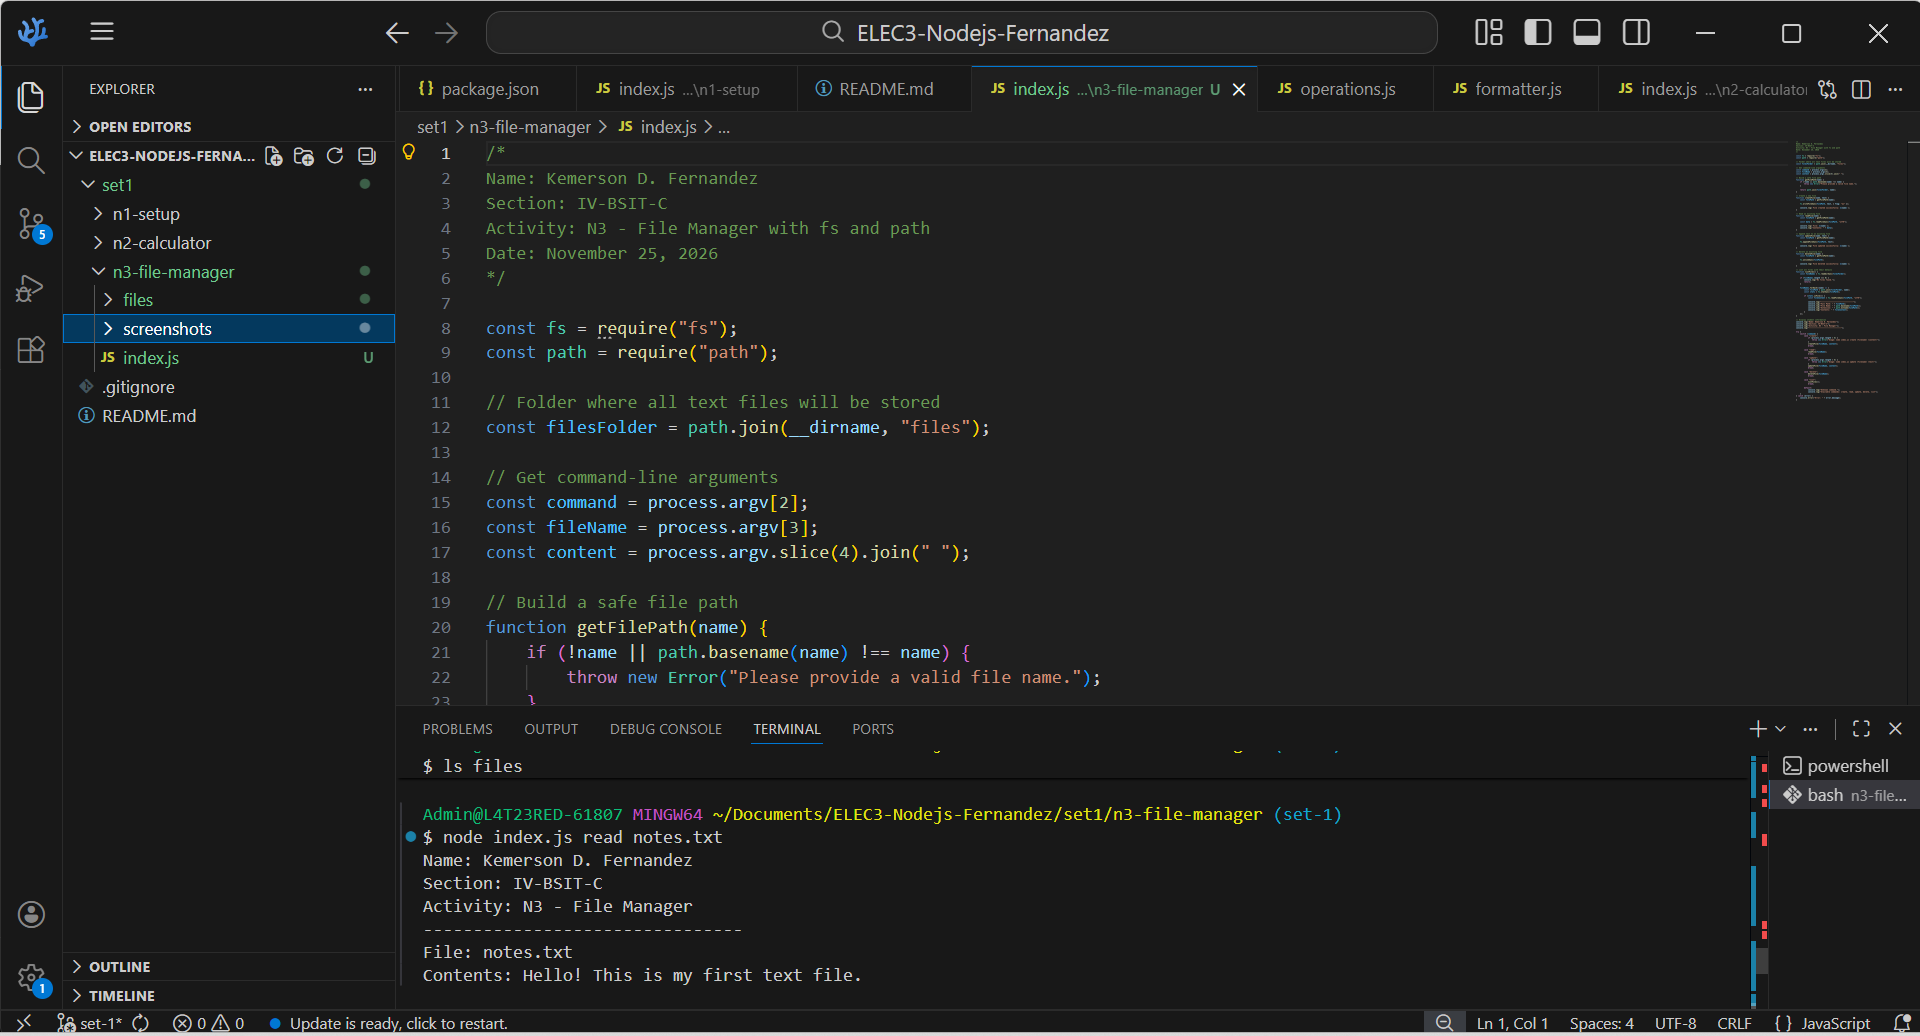 ELEC3-Nodejs-Fernandez
EXPLORER
OPEN EDITORS
ELEC3-NODEJS-FERNA...
set1
n1-setup
n2-calculator
n3-file-manager
files
screenshots
JS index.js U
.gitignore
README.md
OUTLINE
TIMELINE
5
1
{} package.json
JS index.js ...\n1-setup
README.md
JS index.js ...\n3-file-manager U
JS operations.js
JS formatter.js
JS index.js ...\n2-calculator
set1 > n3-file-manager > JS index.js > ...
1 /*
2 Name: Kemerson D. Fernandez
3 Section: IV-BSIT-C
4 Activity: N3 - File Manager with fs and path
5 Date: November 25, 2026
6 */
7
8 const fs = require("fs");
9 const path = require("path");
10
11 // Folder where all text files will be stored
12 const filesFolder = path.join(__dirname, "files");
13
14 // Get command-line arguments
15 const command = process.argv[2];
16 const fileName = process.argv[3];
17 const content = process.argv.slice(4).join(" ");
18
19 // Build a safe file path
20 function getFilePath(name) {
21 if (!name || path.basename(name) !== name) {
22 throw new Error("Please provide a valid file name.");
23 }
PROBLEMS OUTPUT DEBUG CONSOLE TERMINAL PORTS
$ ls files
Admin@L4T23RED-61807 MINGW64 ~/Documents/ELEC3-Nodejs-Fernandez/set1/n3-file-manager (set-1)
$ node index.js read notes.txt
Name: Kemerson D. Fernandez
Section: IV-BSIT-C
Activity: N3 - File Manager
--------------------------------
File: notes.txt
Contents: Hello! This is my first text file.
powershell
bash n3-file...
set-1* 0 0 Update is ready, click to restart.
Ln 1, Col 1 Spaces: 4 UTF-8 CRLF {} JavaScript